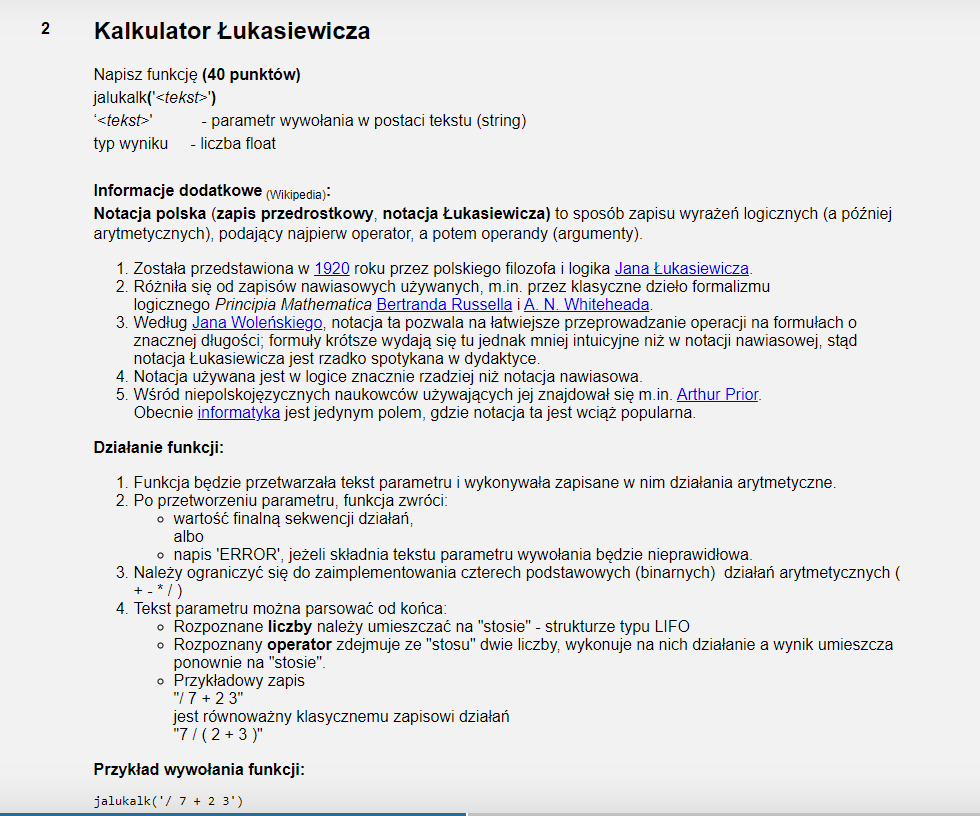 2 Kalkulator Łukasiewicza
Napisz funkcję (40 punktów)
jalukalk('<tekst>')
‘<tekst>' - parametr wywołania w postaci tekstu (string)
typ wyniku - liczba float
Informacje dodatkowe (Wikipedia):
Notacja polska (zapis przedrostkowy, notacja Łukasiewicza) to sposób zapisu wyrażeń logicznych (a później
arytmetycznych), podający najpierw operator, a potem operandy (argumenty).
1. Została przedstawiona w 1920 roku przez polskiego filozofa i logika Jana Łukasiewicza.
2. Różniła się od zapisów nawiasowych używanych, m.in. przez klasyczne dzieło formalizmu
logicznego Principia Mathematica Bertranda Russella i A. N. Whiteheada.
3. Według Jana Woleńskiego, notacja ta pozwala na łatwiejsze przeprowadzanie operacji na formułach o
znacznej długości; formuły krótsze wydają się tu jednak mniej intuicyjne niż w notacji nawiasowej, stąd
notacja Łukasiewicza jest rzadko spotykana w dydaktyce.
4. Notacja używana jest w logice znacznie rzadziej niż notacja nawiasowa.
5. Wśród niepolskojęzycznych naukowców używających jej znajdował się m.in. Arthur Prior.
Obecnie informatyka jest jedynym polem, gdzie notacja ta jest wciąż popularna.
Działanie funkcji:
1. Funkcja będzie przetwarzała tekst parametru i wykonywała zapisane w nim działania arytmetyczne.
2. Po przetworzeniu parametru, funkcja zwróci:
○ wartość finalną sekwencji działań,
albo
○ napis 'ERROR', jeżeli składnia tekstu parametru wywołania będzie nieprawidłowa.
3. Należy ograniczyć się do zaimplementowania czterech podstawowych (binarnych) działań arytmetycznych (
+ - * / )
4. Tekst parametru można parsować od końca:
○ Rozpoznane liczby należy umieszczać na "stosie" - strukturze typu LIFO
○ Rozpoznany operator zdejmuje ze "stosu" dwie liczby, wykonuje na nich działanie a wynik umieszcza
ponownie na "stosie".
○ Przykładowy zapis
"/ 7 + 2 3"
jest równoważny klasycznemu zapisowi działań
"7 / ( 2 + 3 )"
Przykład wywołania funkcji:
jalukalk('/ 7 + 2 3')